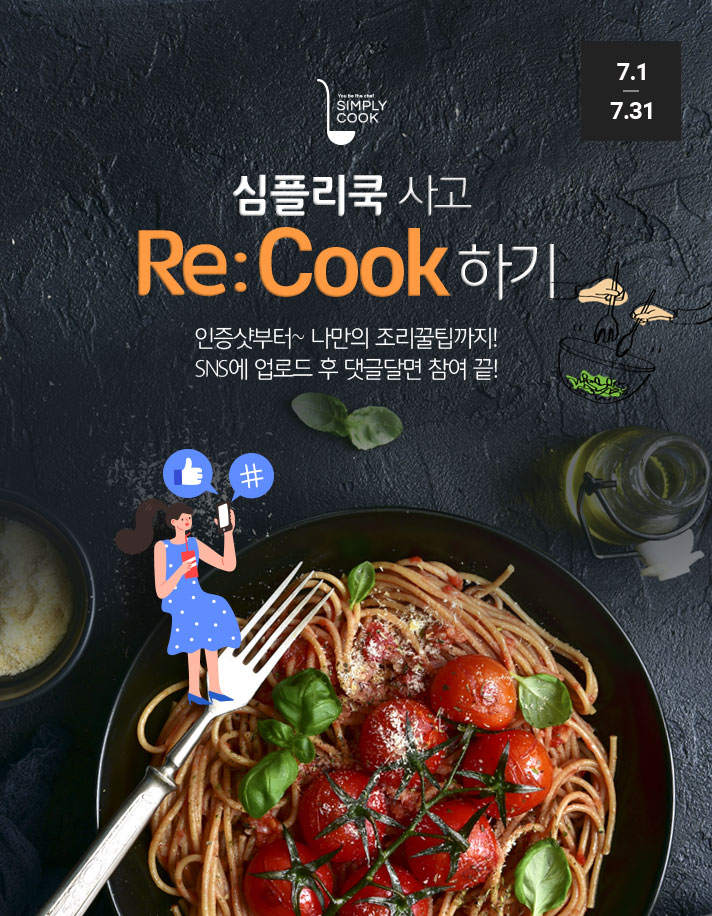 7.1
7.31
You be the chef
SIMPLY
COOK
심플리쿡 사고
Re:Cook 하기
인증샷부터~ 나만의 조리꿀팁까지!
SNS에 업로드 후 댓글달면 참여 끝!
#